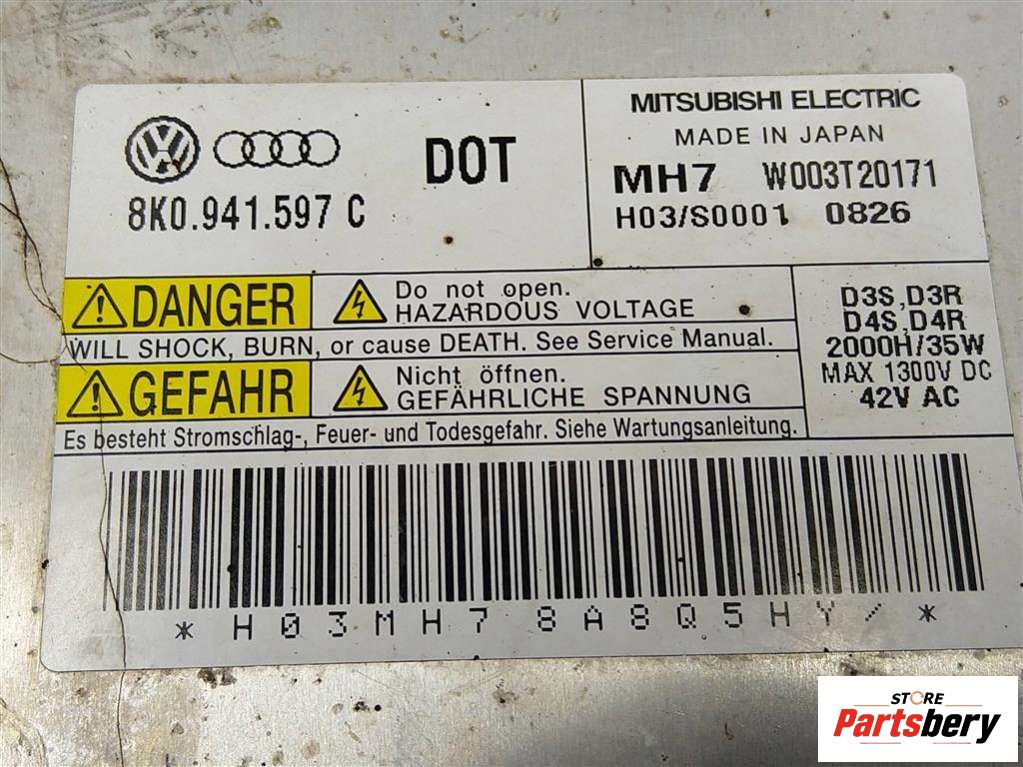 DOT
8K0.941.597 C
MITSUBISHI ELECTRIC
MADE IN JAPAN
MH7 W003T20171
H03/S0001 0826
DANGER
Do not open.
HAZARDOUS VOLTAGE
WILL SHOCK, BURN, or cause DEATH. See Service Manual.
GEFAHR
Nicht öffnen.
GEFÄHRLICHE SPANNUNG
Es besteht Stromschlag-, Feuer- und Todesgefahr. Siehe Wartungsanleitung.
D3S,D3R
D4S,D4R
2000H/35W
MAX 1300V DC
42V AC
*H03MH78A8Q5HY/*
STORE
Partsbery